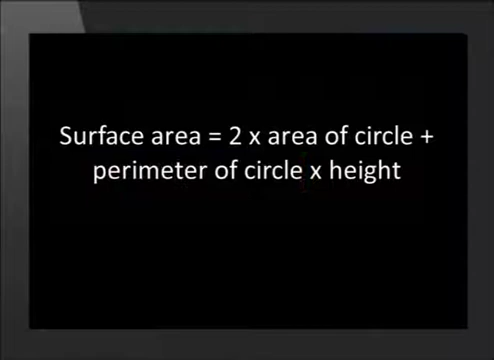 Surface area = 2 x area of circle +
perimeter of circle x height